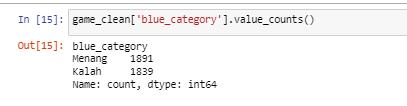 In [15]: game_clean['blue_category'].value_counts()
Out[15]: blue_category
Menang 1891
Kalah 1839
Name: count, dtype: int64